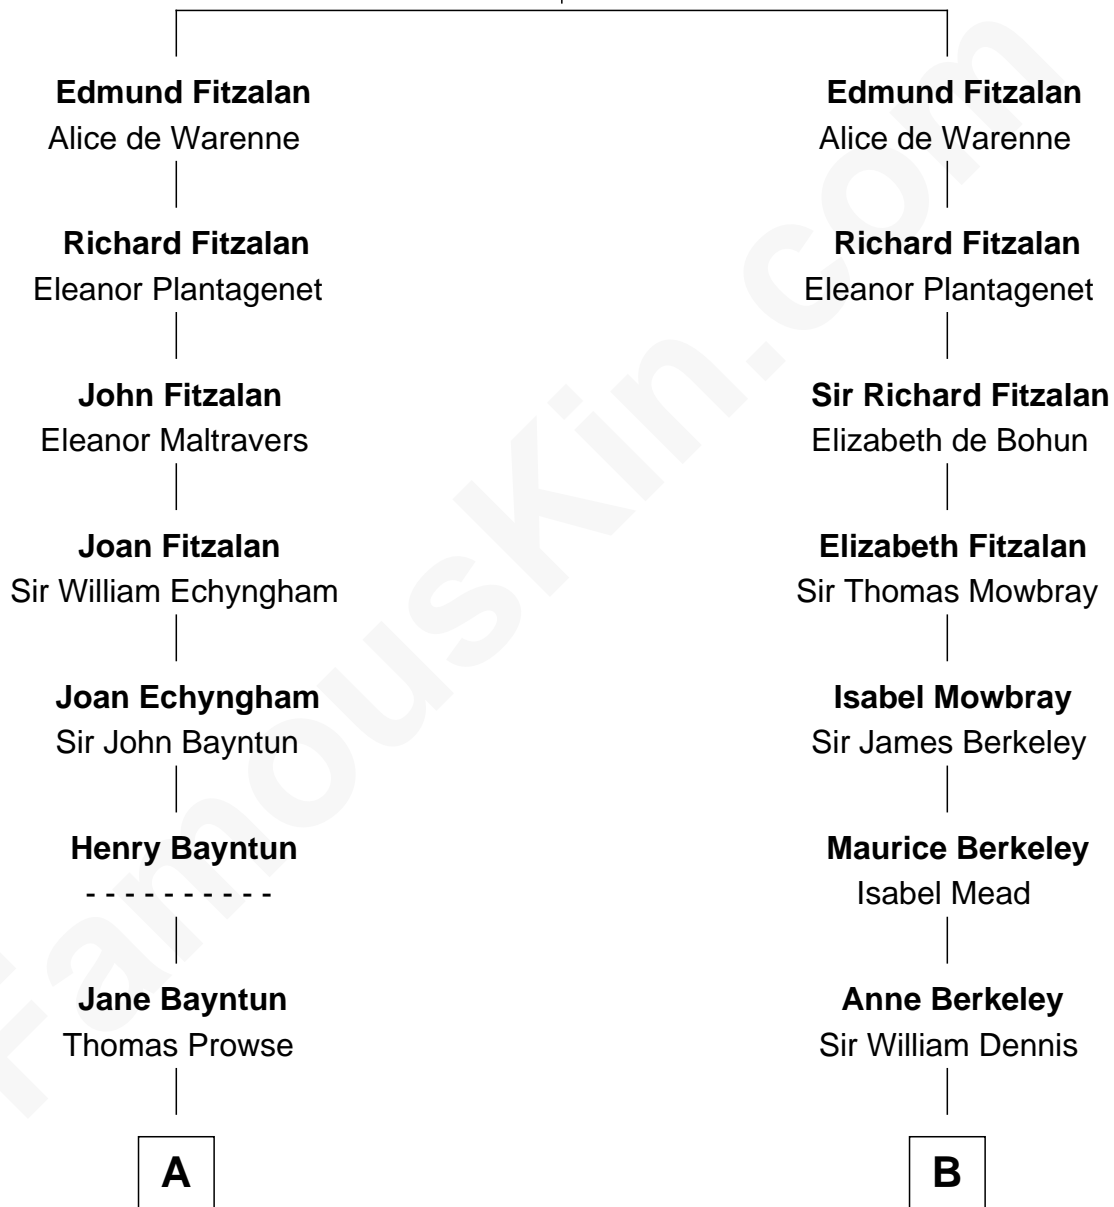 Edmund Fitzalan
Alice de Warenne
Richard Fitzalan
Eleanor Plantagenet
John Fitzalan
Eleanor Maltravers
Joan Fitzalan
Sir William Echyngham
Joan Echyngham
Sir John Bayntun
Henry Bayntun
- - - - - - - - - -
Jane Bayntun
Thomas Prowse
A
Edmund Fitzalan
Alice de Warenne
Richard Fitzalan
Eleanor Plantagenet
Sir Richard Fitzalan
Elizabeth de Bohun
Elizabeth Fitzalan
Sir Thomas Mowbray
Isabel Mowbray
Sir James Berkeley
Maurice Berkeley
Isabel Mead
Anne Berkeley
Sir William Dennis
B
FamousKin.com